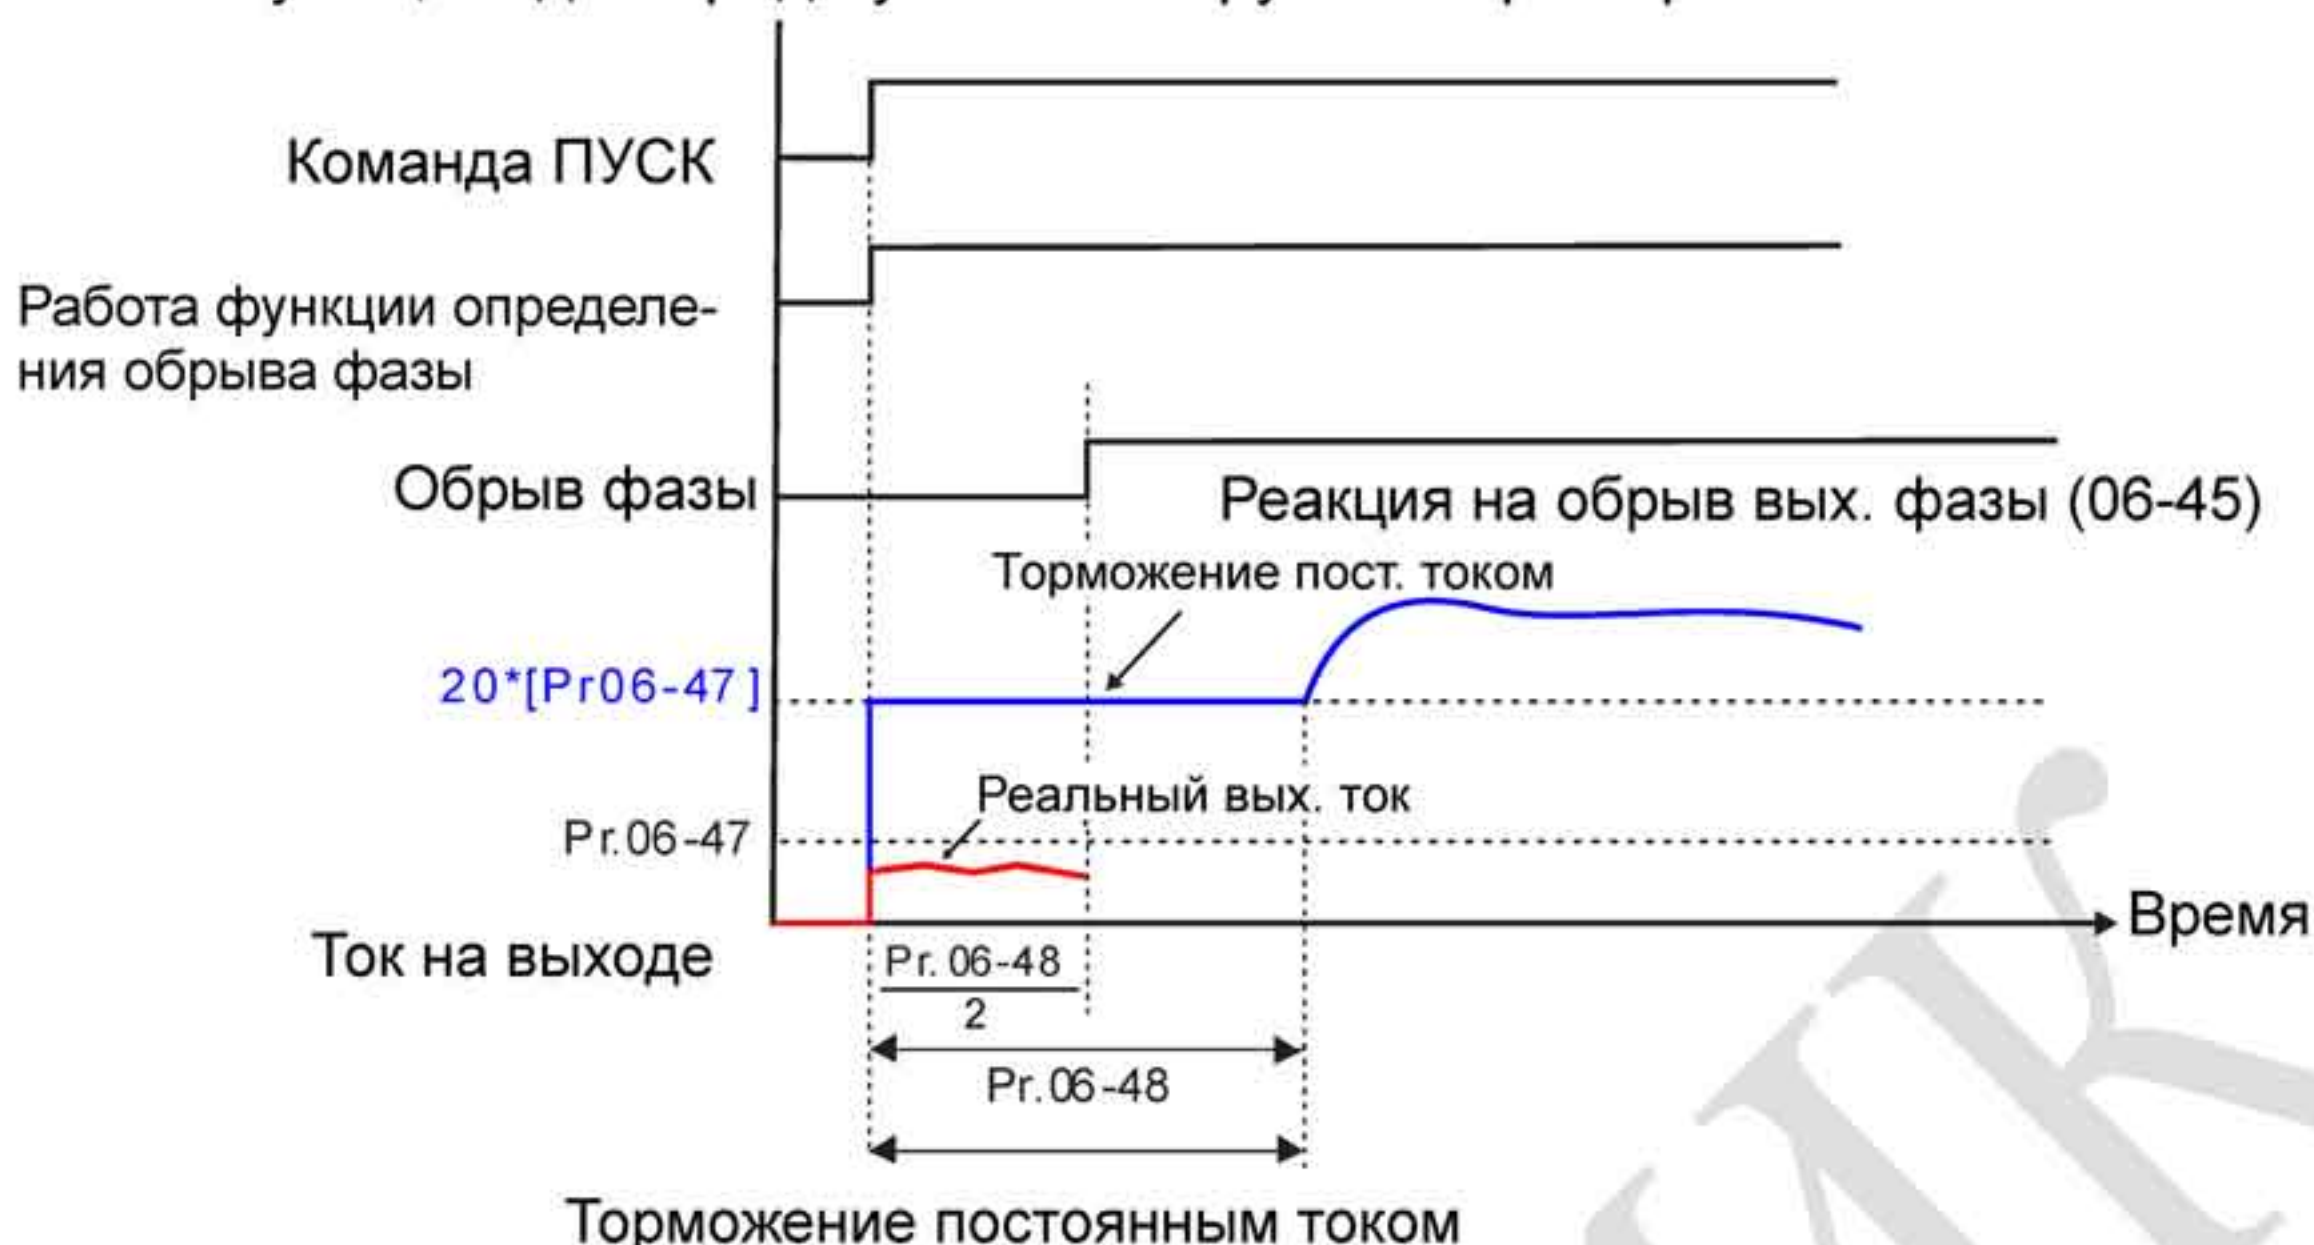 Команда ПУСК
Работа функции определе-
ния обрыва фазы
Обрыв фазы
Реакция на обрыв вых. фазы (06-45)
Торможение пост. током
20*[Pr06-47]
Реальный вых. ток
Pr.06-47
Время
Ток на выходе
Pr. 06-48
2
Pr.06-48
Торможение постоянным током